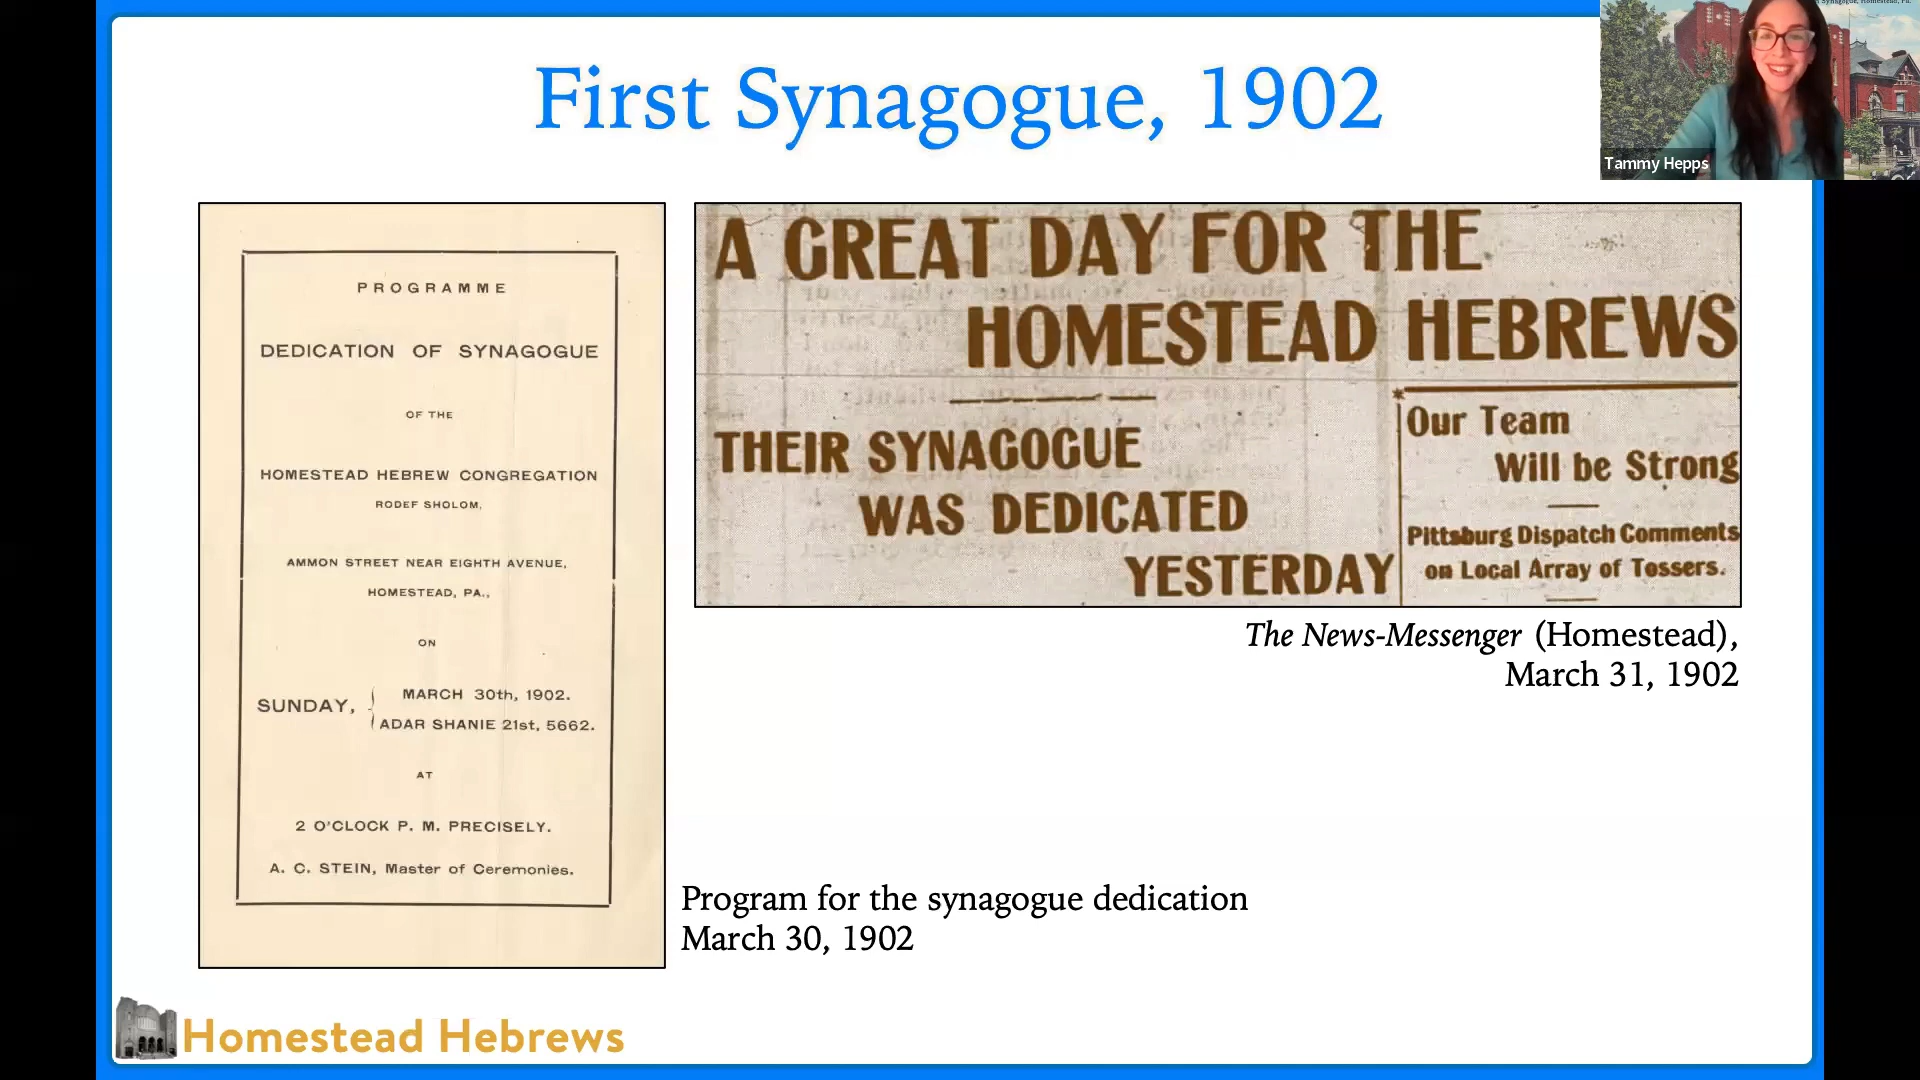 First Synagogue, 1902
Synagogue, Homestead, Pa.
Tammy Hepps
PROGRAMME
DEDICATION OF SYNAGOGUE
OF THE
HOMESTEAD HEBREW CONGREGATION
RODEF SHOLOM,
AMMON STREET NEAR EIGHTH AVENUE,
HOMESTEAD, PA.,
ON
SUNDAY,
MARCH 30th, 1902.
ADAR SHANIE 21st, 5662.
AT
2 O'CLOCK P. M. PRECISELY.
A. C. STEIN, Master of Ceremonies.
A GREAT DAY FOR THE
HOMESTEAD HEBREWS
THEIR SYNAGOGUE
WAS DEDICATED
YESTERDAY
Our Team
Will be Strong
Pittsburg Dispatch Comments
on Local Array of Tossers.
The News-Messenger (Homestead),
March 31, 1902
Program for the synagogue dedication
March 30, 1902
Homestead Hebrews